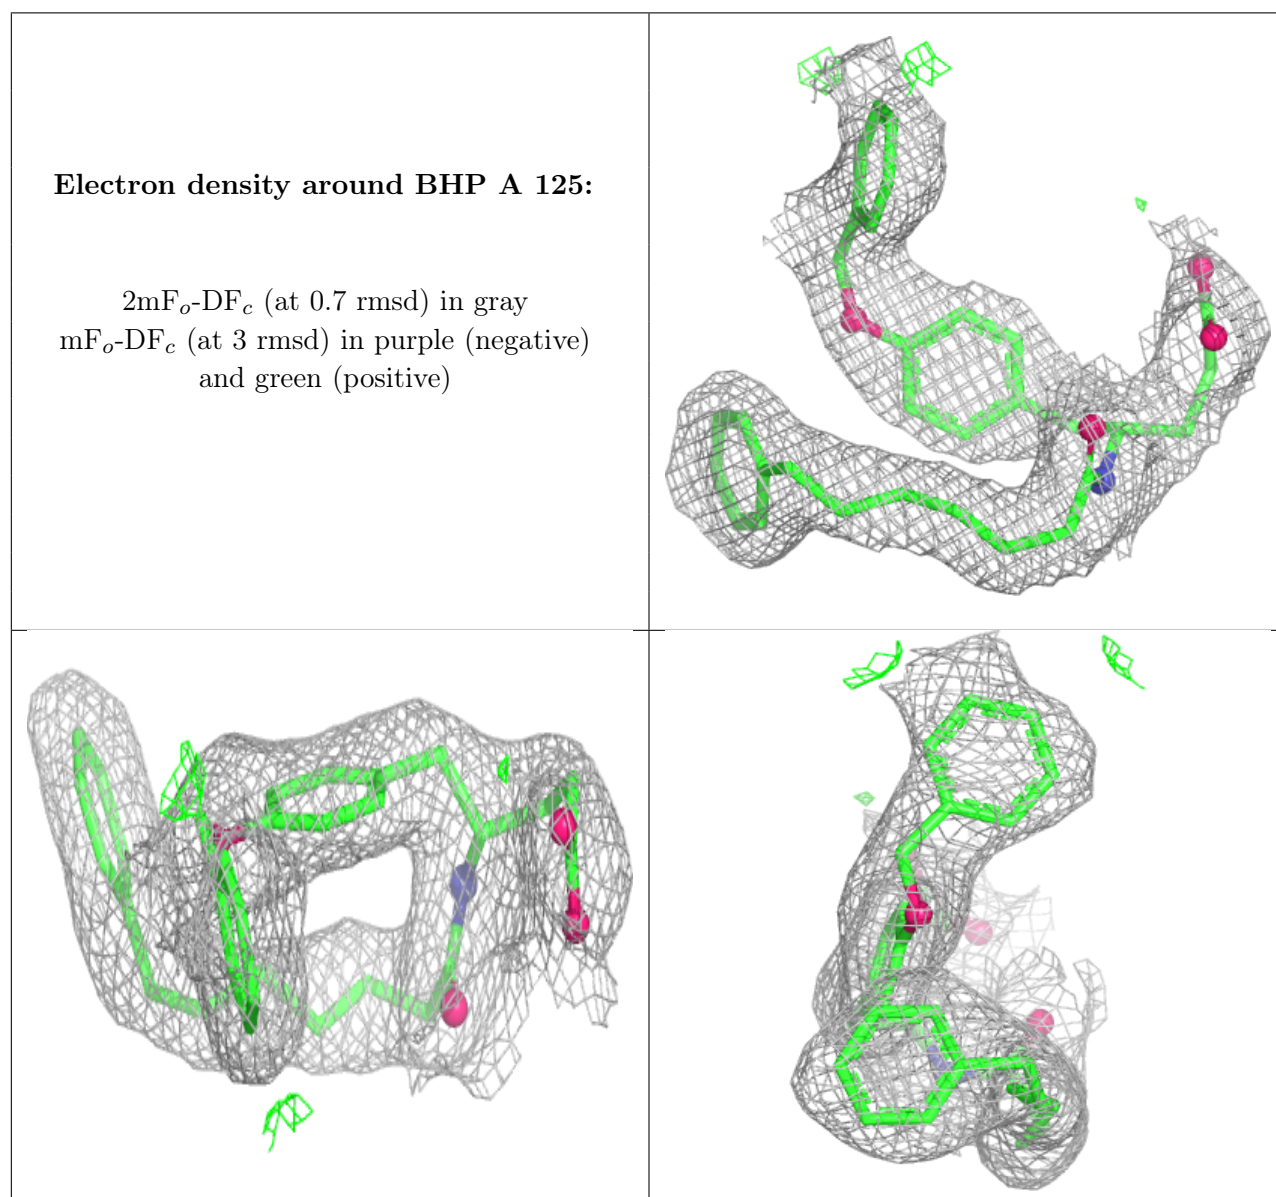 Electron density around BHP A 125:
2mFo-DFc (at 0.7 rmsd) in gray
mFo-DFc (at 3 rmsd) in purple (negative)
and green (positive)